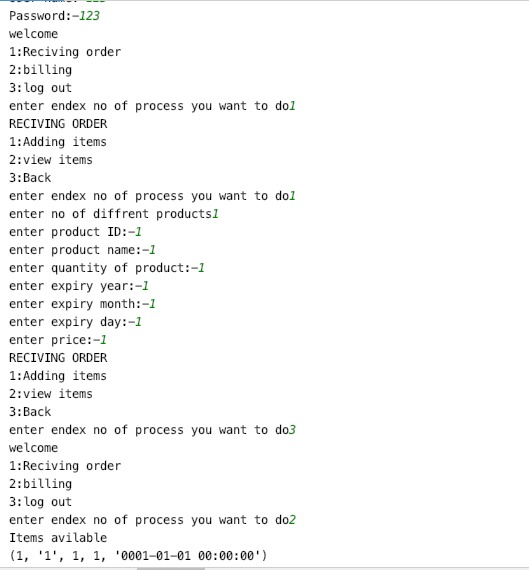 Password:-123
welcome
1:Reciving order
2:billing
3:log out
enter endex no of process you want to do1
RECIVING ORDER
1:Adding items
2:view items
3:Back
enter endex no of process you want to do1
enter no of diffrent products1
enter product ID:-1
enter product name:-1
enter quantity of product:-1
enter expiry year:-1
enter expiry month:-1
enter expiry day:-1
enter price:-1
RECIVING ORDER
1:Adding items
2:view items
3:Back
enter endex no of process you want to do3
welcome
1:Reciving order
2:billing
3:log out
enter endex no of process you want to do2
Items avilable
(1, '1', 1, 1, '0001-01-01 00:00:00')